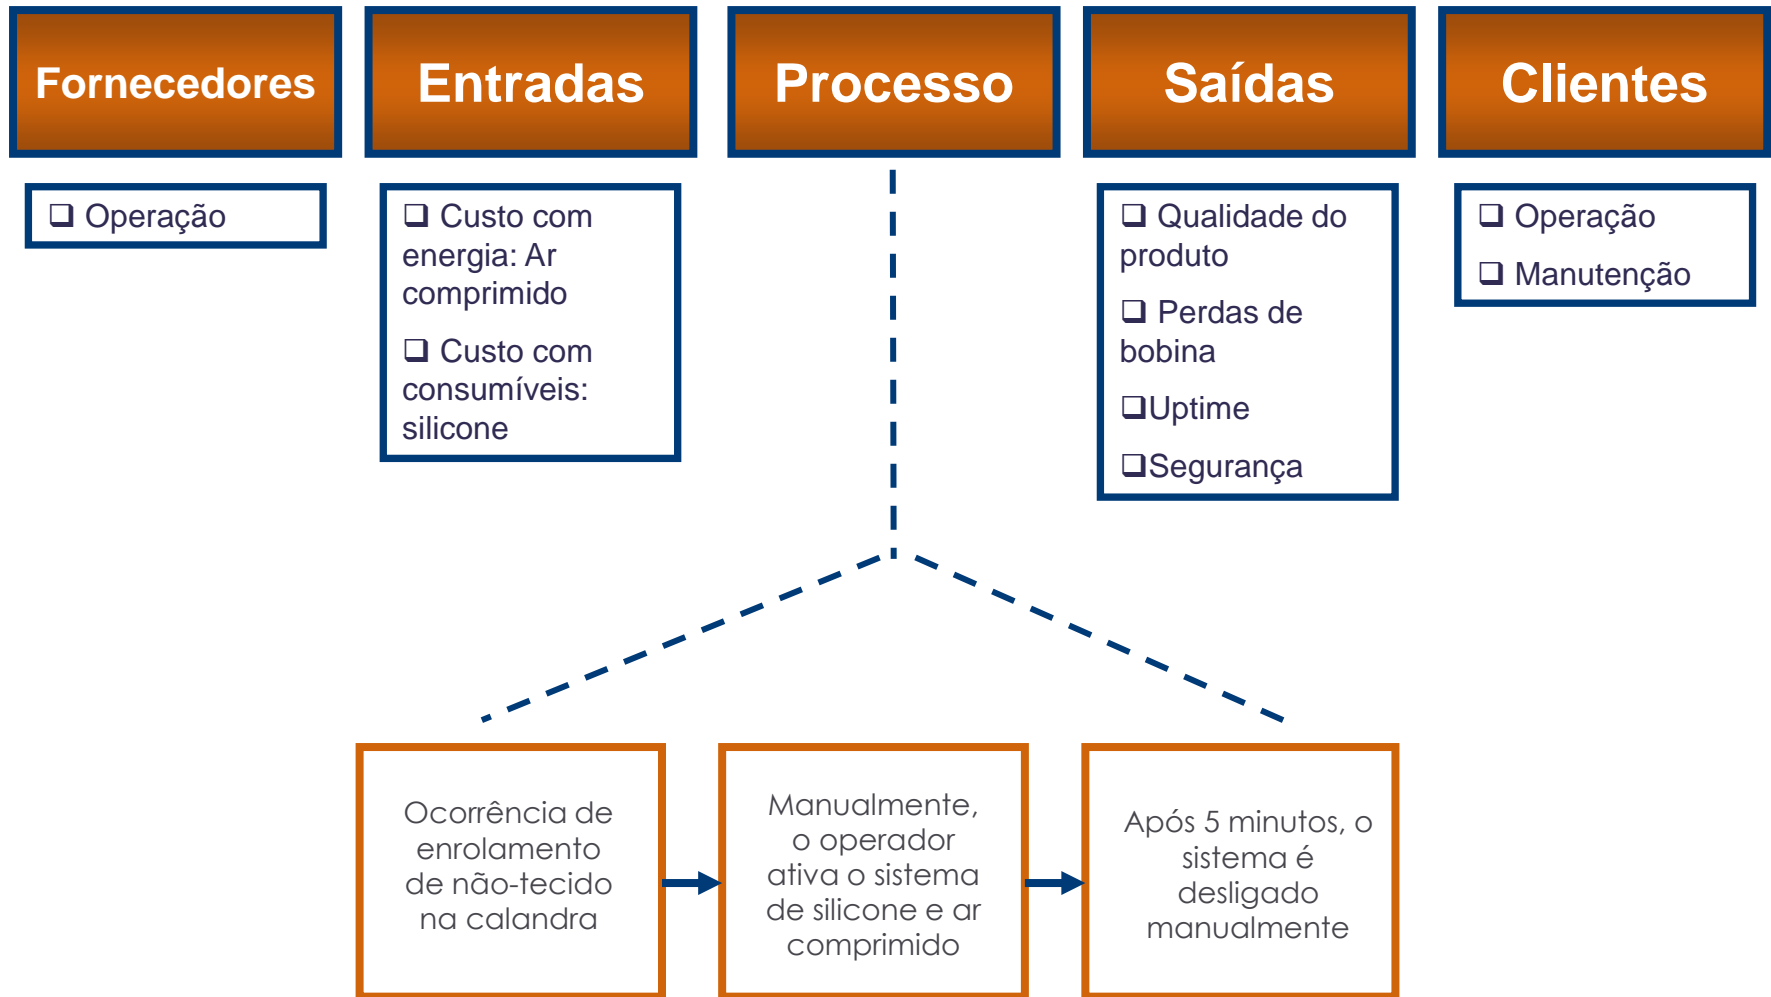 Fornecedores
Entradas
Processo
Saídas
Clientes
❑ Operação
❑ Custo com
energia: Ar
comprimido
❑ Custo com
consumíveis:
silicone
❑ Qualidade do
produto
❑ Perdas de
bobina
❑Uptime
❑Segurança
❑ Operação
❑ Manutenção
Ocorrência de
enrolamento
de não-tecido
na calandra
Manualmente,
o operador
ativa o sistema
de silicone e ar
comprimido
Após 5 minutos, o
sistema é
desligado
manualmente